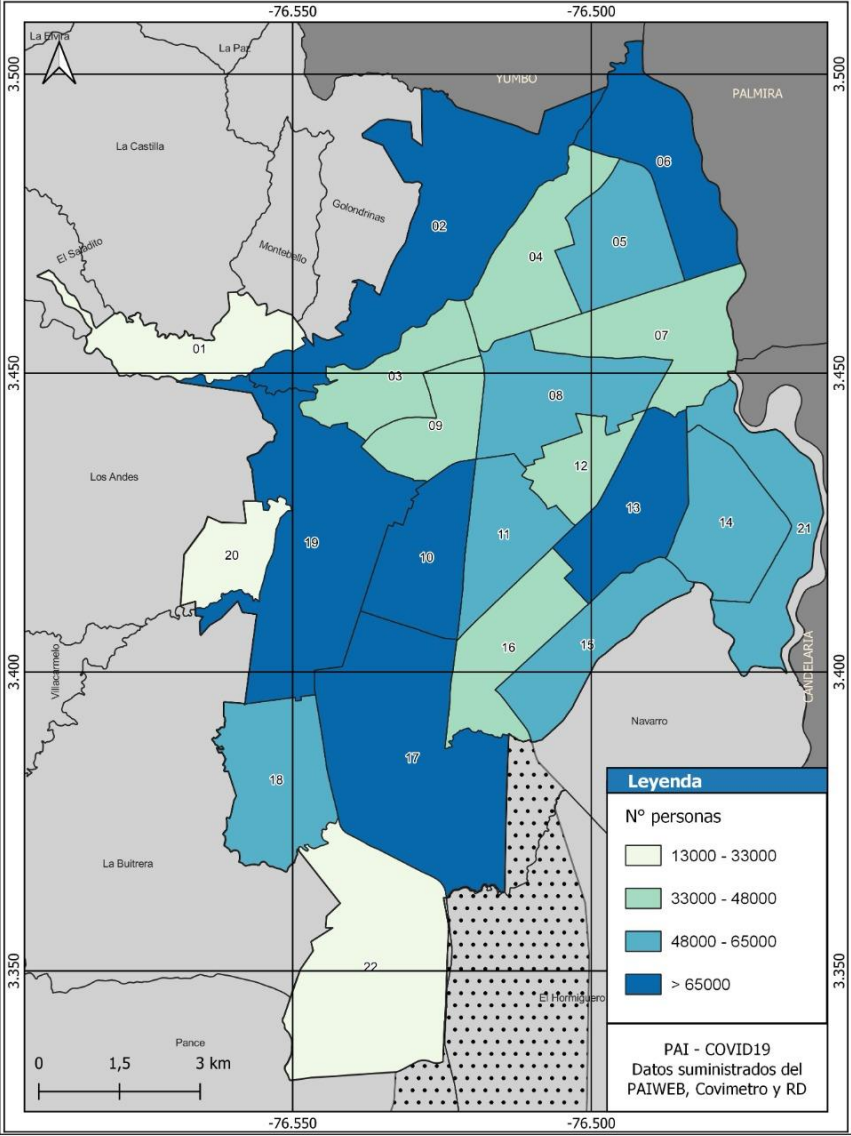 -76.550
-76.500
La Elvira
La Paz
3.500
3.500
YUMBO
PALMIRA
La Castilla
06
Golondrinas
02
05
El Saladito
Montebello
04
01
07
3.450
3.450
03
08
09
12
Los Andes
13
14
21
11
19
20
10
16
15
Villacarmelo
3.400
3.400
CANDELARIA
Navarro
17
18
Leyenda
N° personas
La Buitrera
13000 - 33000
33000 - 48000
48000 - 65000
> 65000
3.350
3.350
22
El Hormiguero
Pance
0
1,5
3 km
PAI - COVID19
Datos suministrados del
PAIWEB, Covimetro y RD
-76.550
-76.500